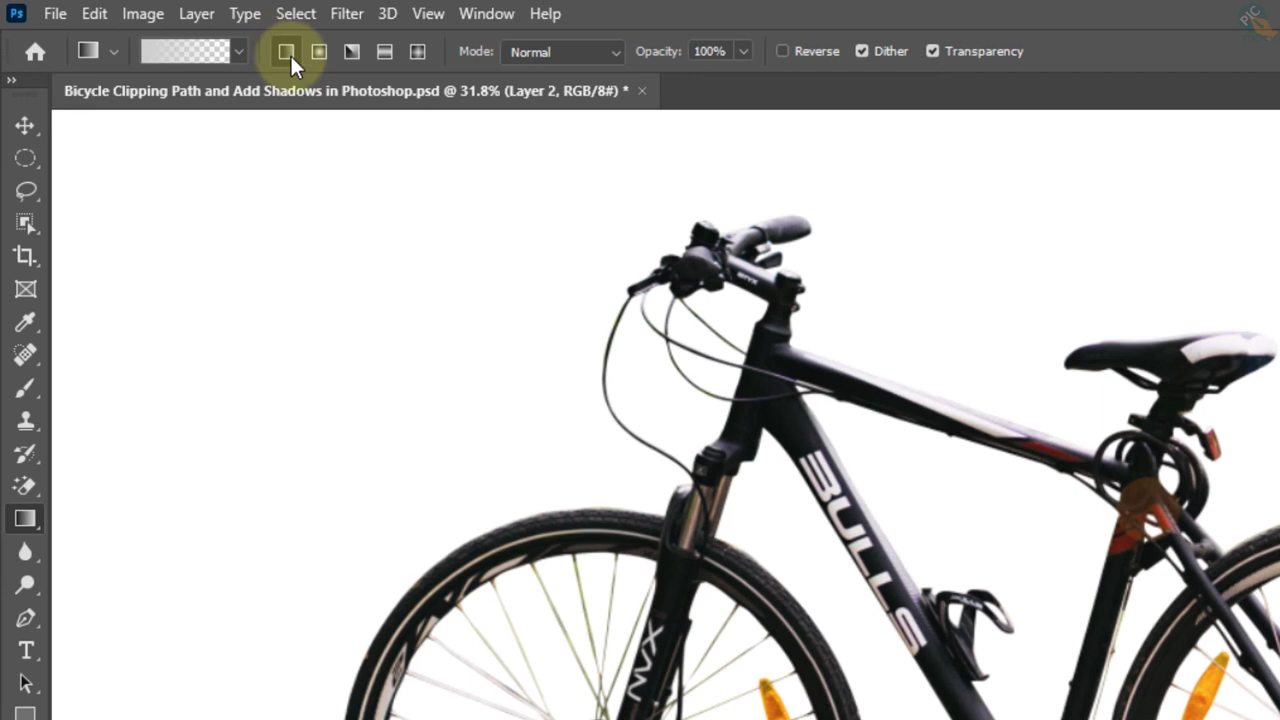 Ps File Edit Image Layer Type Select Filter 3D View Window Help
PIC
Mode: Normal Opacity: 100% Reverse Dither Transparency
Bicycle Clipping Path and Add Shadows in Photoshop.psd @ 31.8% (Layer 2, RGB/8#) *
BULLS